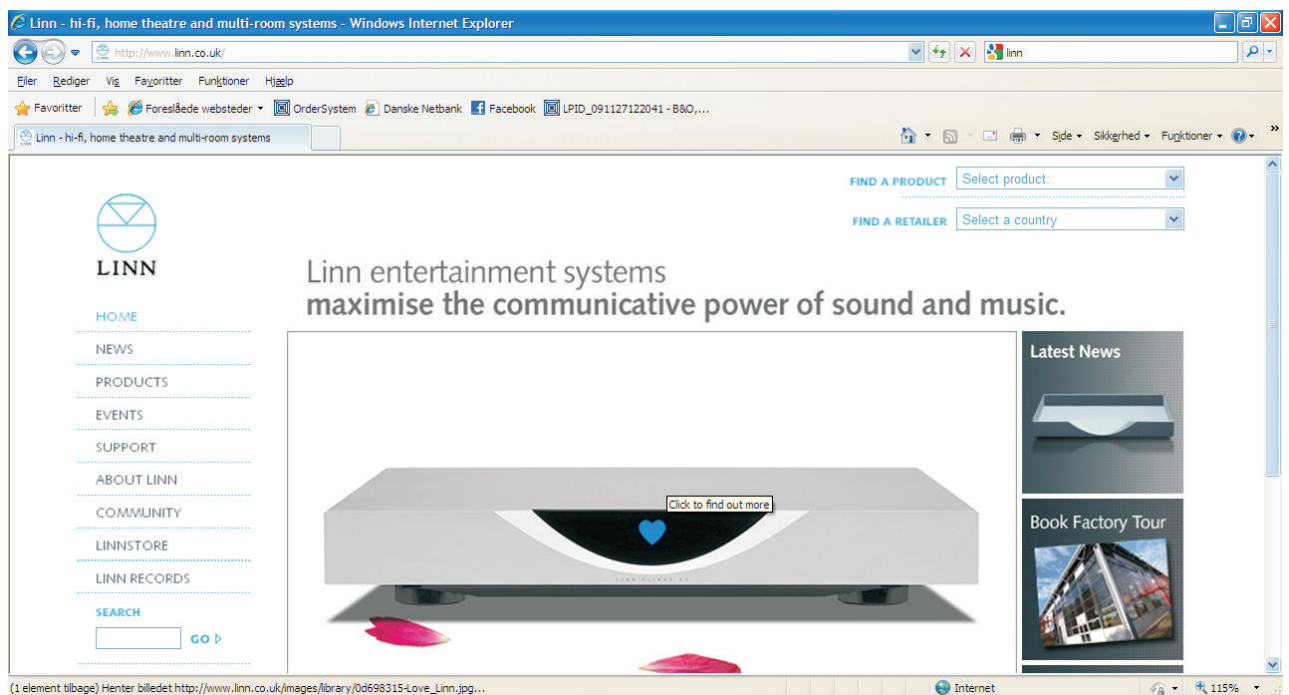 Linn - hi-fi, home theatre and multi-room systems - Windows Internet Explorer
http://www.linn.co.uk/
linn
Filer Rediger Vis Favoritter Funktioner Hjælp
Favoritter Foreslåede websteder OrderSystem Danske Netbank Facebook LPID_091127122041 - B&O,...
Linn - hi-fi, home theatre and multi-room systems
Side Sikkerhed Funktioner »
FIND A PRODUCT Select product:
FIND A RETAILER Select a country
LINN
Linn entertainment systems
maximise the communicative power of sound and music.
HOME
NEWS
PRODUCTS
EVENTS
SUPPORT
ABOUT LINN
COMMUNITY
LINNSTORE
LINN RECORDS
SEARCH
GO
Click to find out more
Latest News
Book Factory Tour
(1 element tilbage) Henter billedet http://www.linn.co.uk/images/library/0d698315-Love_Linn.jpg...
Internet
115%